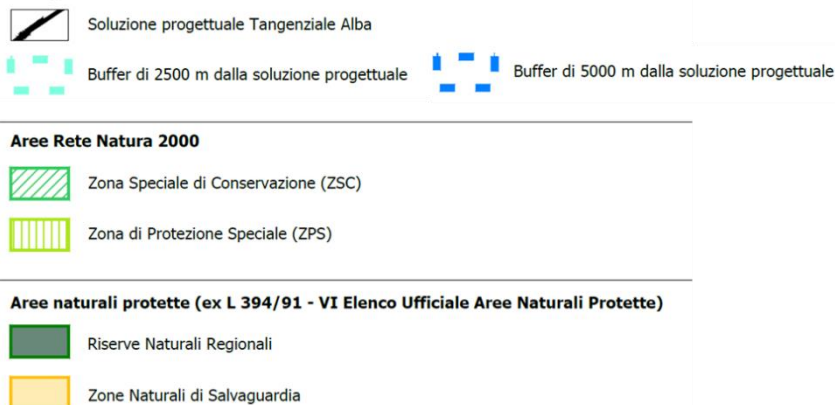 Soluzione progettuale Tangenziale Alba
Buffer di 2500 m dalla soluzione progettuale
Buffer di 5000 m dalla soluzione progettuale
Aree Rete Natura 2000
Zona Speciale di Conservazione (ZSC)
Zona di Protezione Speciale (ZPS)
Aree naturali protette (ex L 394/91 - VI Elenco Ufficiale Aree Naturali Protette)
Riserve Naturali Regionali
Zone Naturali di Salvaguardia